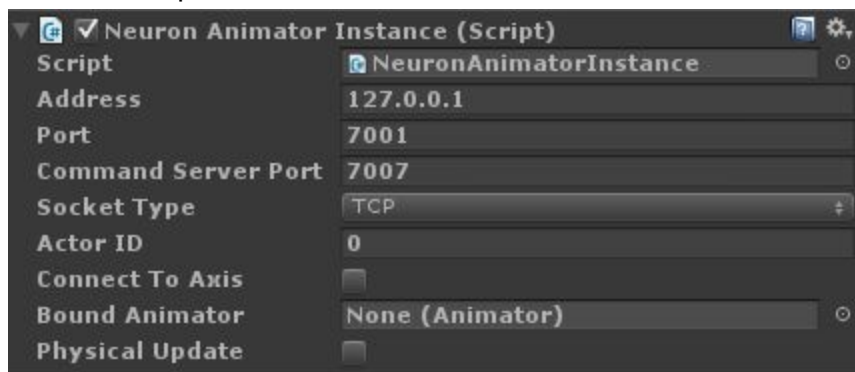 Neuron Animator Instance (Script)
Script NeuronAnimatorInstance
Address 127.0.0.1
Port 7001
Command Server Port 7007
Socket Type TCP
Actor ID 0
Connect To Axis
Bound Animator None (Animator)
Physical Update